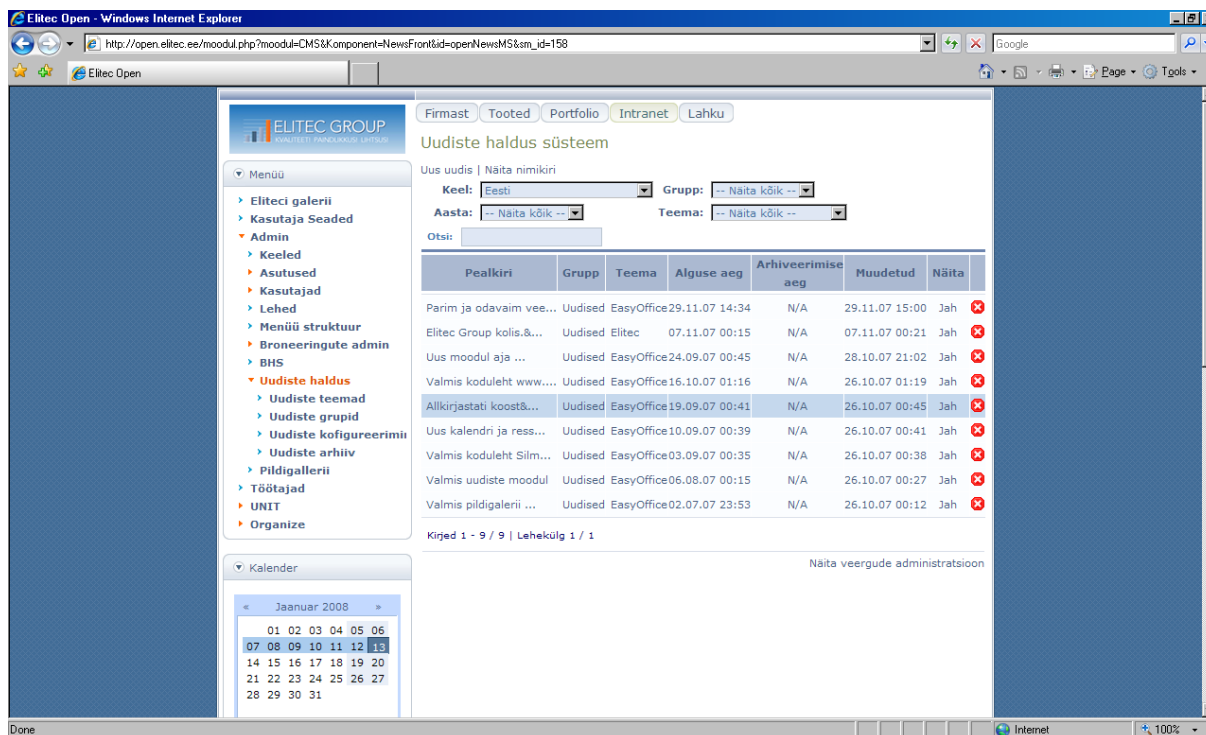 Elitec Open - Windows Internet Explorer
http://open.elitec.ee/moodul.php?moodul=CMS&Komponent=NewsFront&id=openNewsMS&sm_id=158
Google
Elitec Open
Page
Tools
ELITEC GROUP
KVALITEETI PAINDLIKKUSI LIHTSUSI
Firmast
Tooted
Portfolio
Intranet
Lahku
Uudiste haldus süsteem
Uus uudis | Näita nimikiri
Keel: Eesti
Grupp: -- Näita kõik --
Aasta: -- Näita kõik --
Teema: -- Näita kõik --
Otsi:
Menüü
Eliteci galerii
Kasutaja Seaded
Admin
Keeled
Asutused
Kasutajad
Lehed
Menüü struktuur
Broneeringute admin
BHS
Uudiste haldus
Uudiste teemad
Uudiste grupid
Uudiste kofigureerimi
Uudiste arhiiv
Pildigallerii
Töötajad
UNIT
Organize
Pealkiri Grupp Teema Alguse aeg Arhiveerimise aeg Muudetud Näita
Parim ja odavaim vee... Uudised EasyOffice 29.11.07 14:34 N/A 29.11.07 15:00 Jah
Elitec Group kolis.&... Uudised Elitec 07.11.07 00:15 N/A 07.11.07 00:21 Jah
Uus moodul aja ... Uudised EasyOffice 24.09.07 00:45 N/A 28.10.07 21:02 Jah
Valmis koduleht www.... Uudised EasyOffice 16.10.07 01:16 N/A 26.10.07 01:19 Jah
Allkirjastati koost&... Uudised EasyOffice 19.09.07 00:41 N/A 26.10.07 00:45 Jah
Uus kalendri ja ress... Uudised EasyOffice 10.09.07 00:39 N/A 26.10.07 00:41 Jah
Valmis koduleht Silm... Uudised EasyOffice 03.09.07 00:35 N/A 26.10.07 00:38 Jah
Valmis uudiste moodul Uudised EasyOffice 06.08.07 00:15 N/A 26.10.07 00:27 Jah
Valmis pildigalerii ... Uudised EasyOffice 02.07.07 23:53 N/A 26.10.07 00:12 Jah
Kirjed 1 - 9 / 9 | Lehekülg 1 / 1
Näita veergude administratsioon
Kalender
« Jaanuar 2008 »
01 02 03 04 05 06
07 08 09 10 11 12 13
14 15 16 17 18 19 20
21 22 23 24 25 26 27
28 29 30 31
Done
Internet
100%